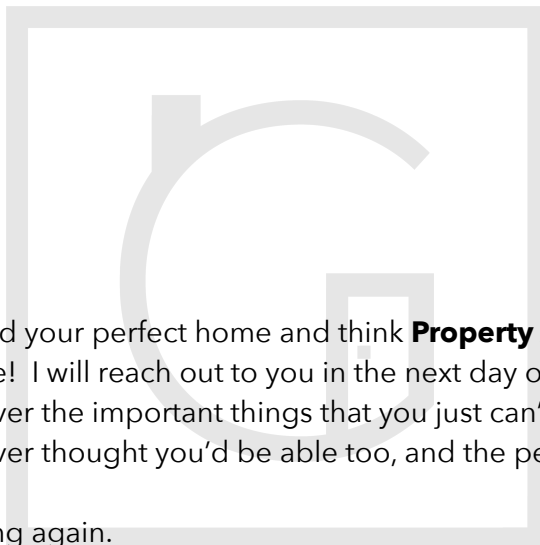 d your perfect home and think Property
e! I will reach out to you in the next day o
ver the important things that you just can'
ver thought you'd be able too, and the pe
ng again.